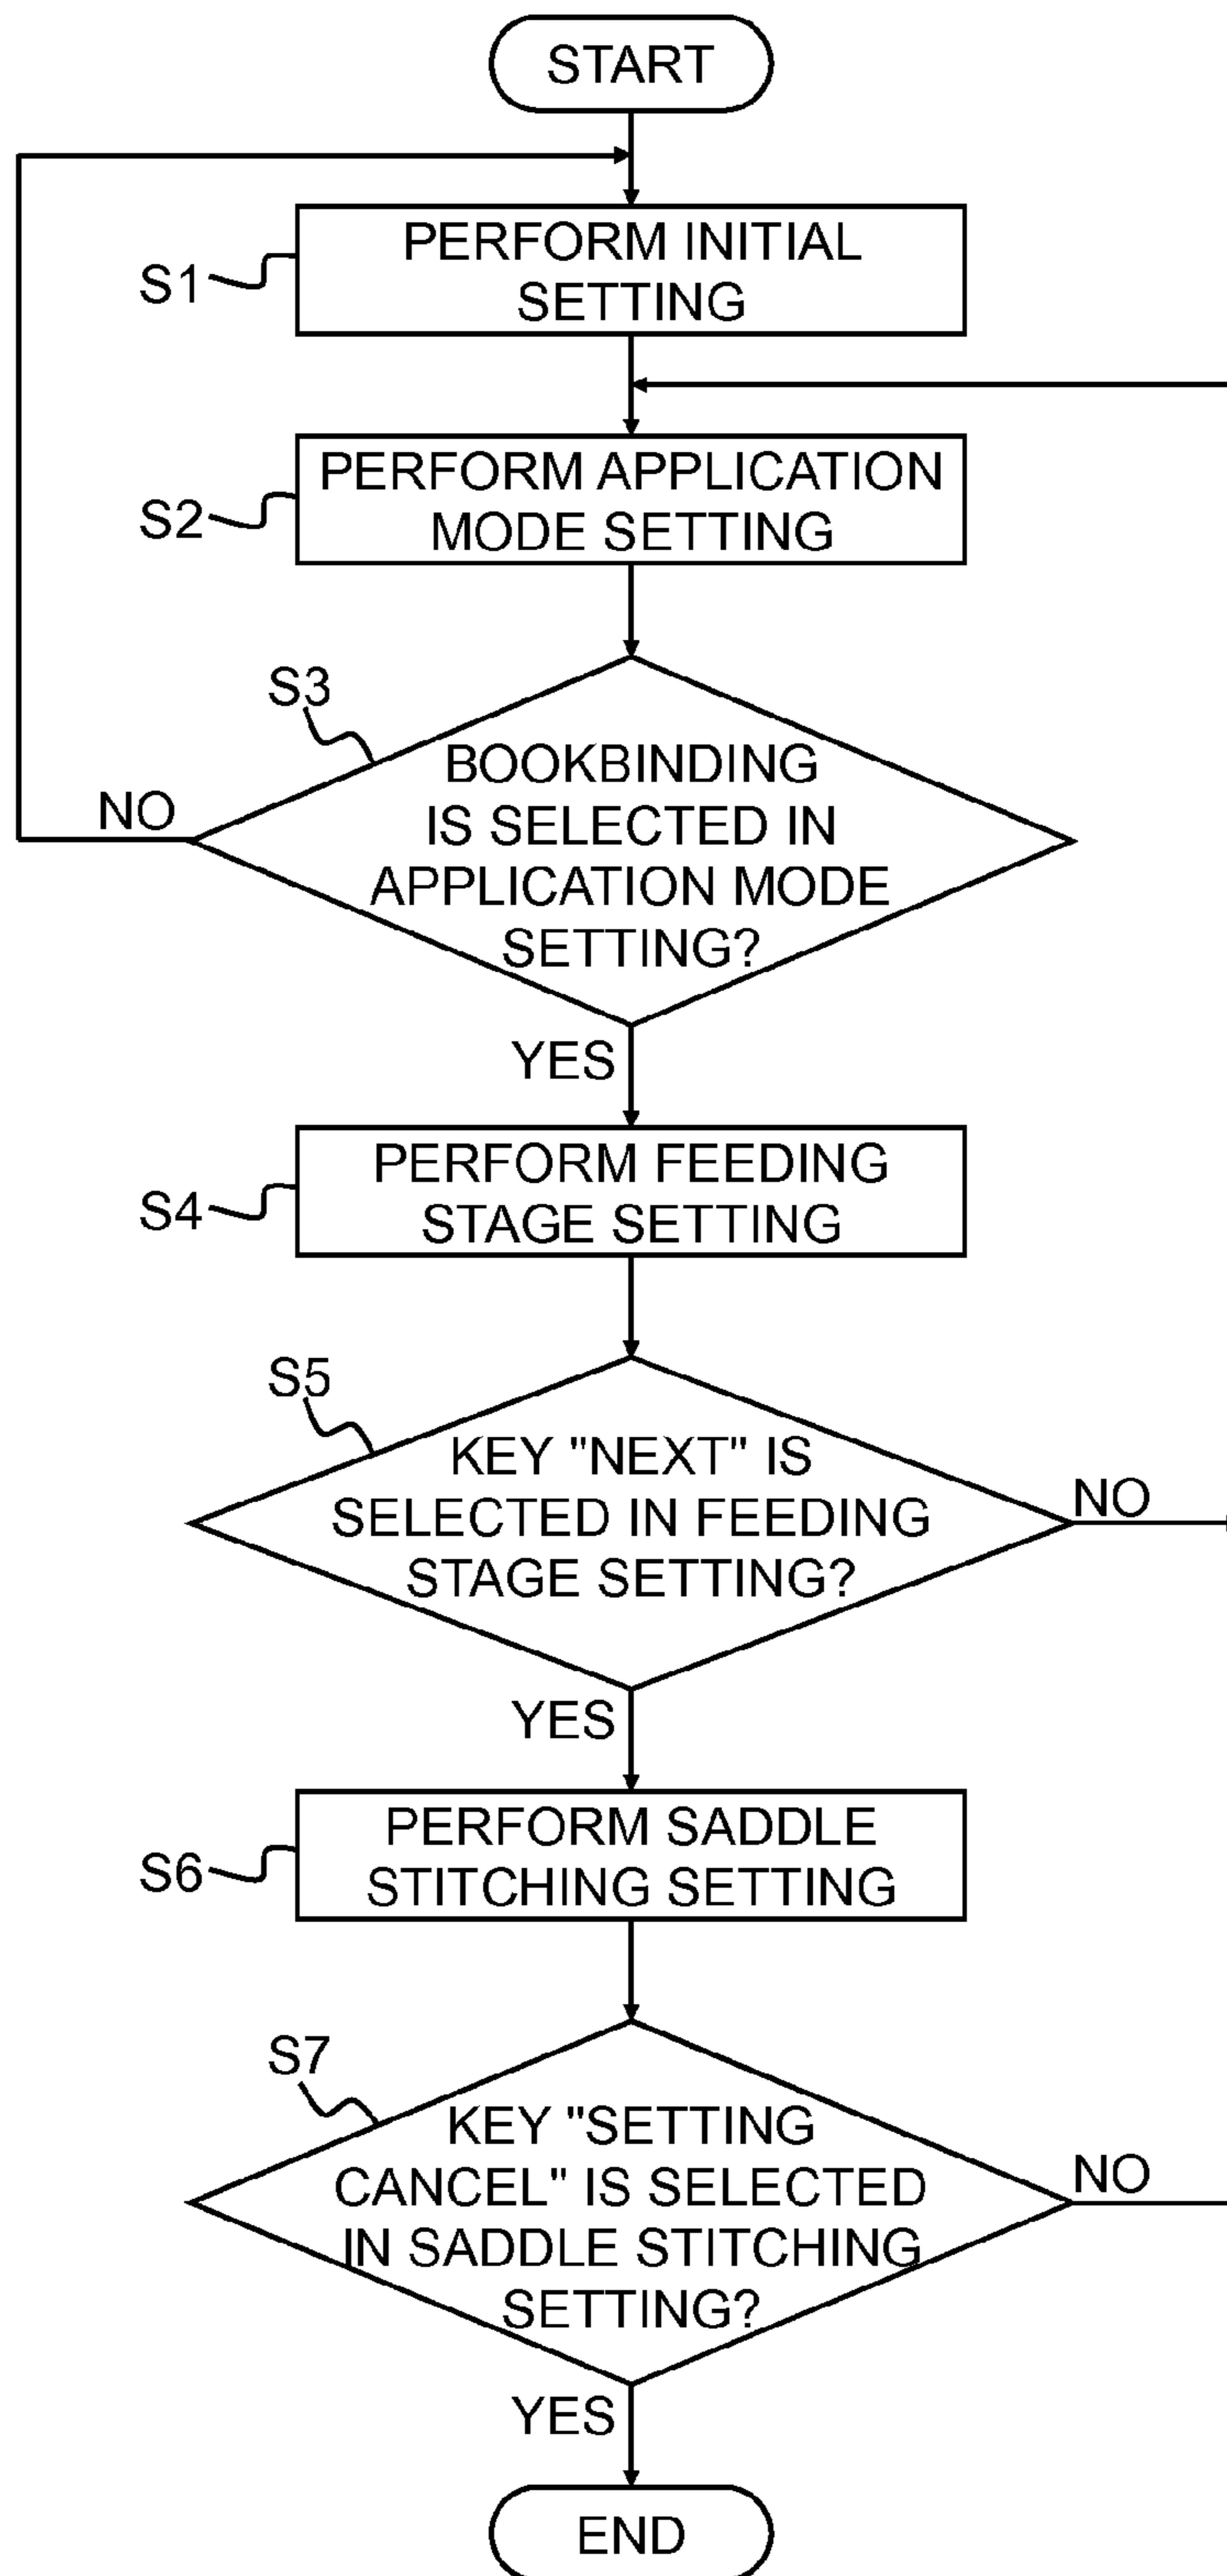 START
PERFORM INITIAL
SETTING
S1
PERFORM APPLICATION
MODE SETTING
S2
S3
BOOKBINDING
IS SELECTED IN
APPLICATION MODE
SETTING?
NO
YES
PERFORM FEEDING
STAGE SETTING
S4
S5
KEY "NEXT" IS
SELECTED IN FEEDING
STAGE SETTING?
NO
YES
PERFORM SADDLE
STITCHING SETTING
S6
S7
KEY "SETTING
CANCEL" IS SELECTED
IN SADDLE STITCHING
SETTING?
NO
YES
END